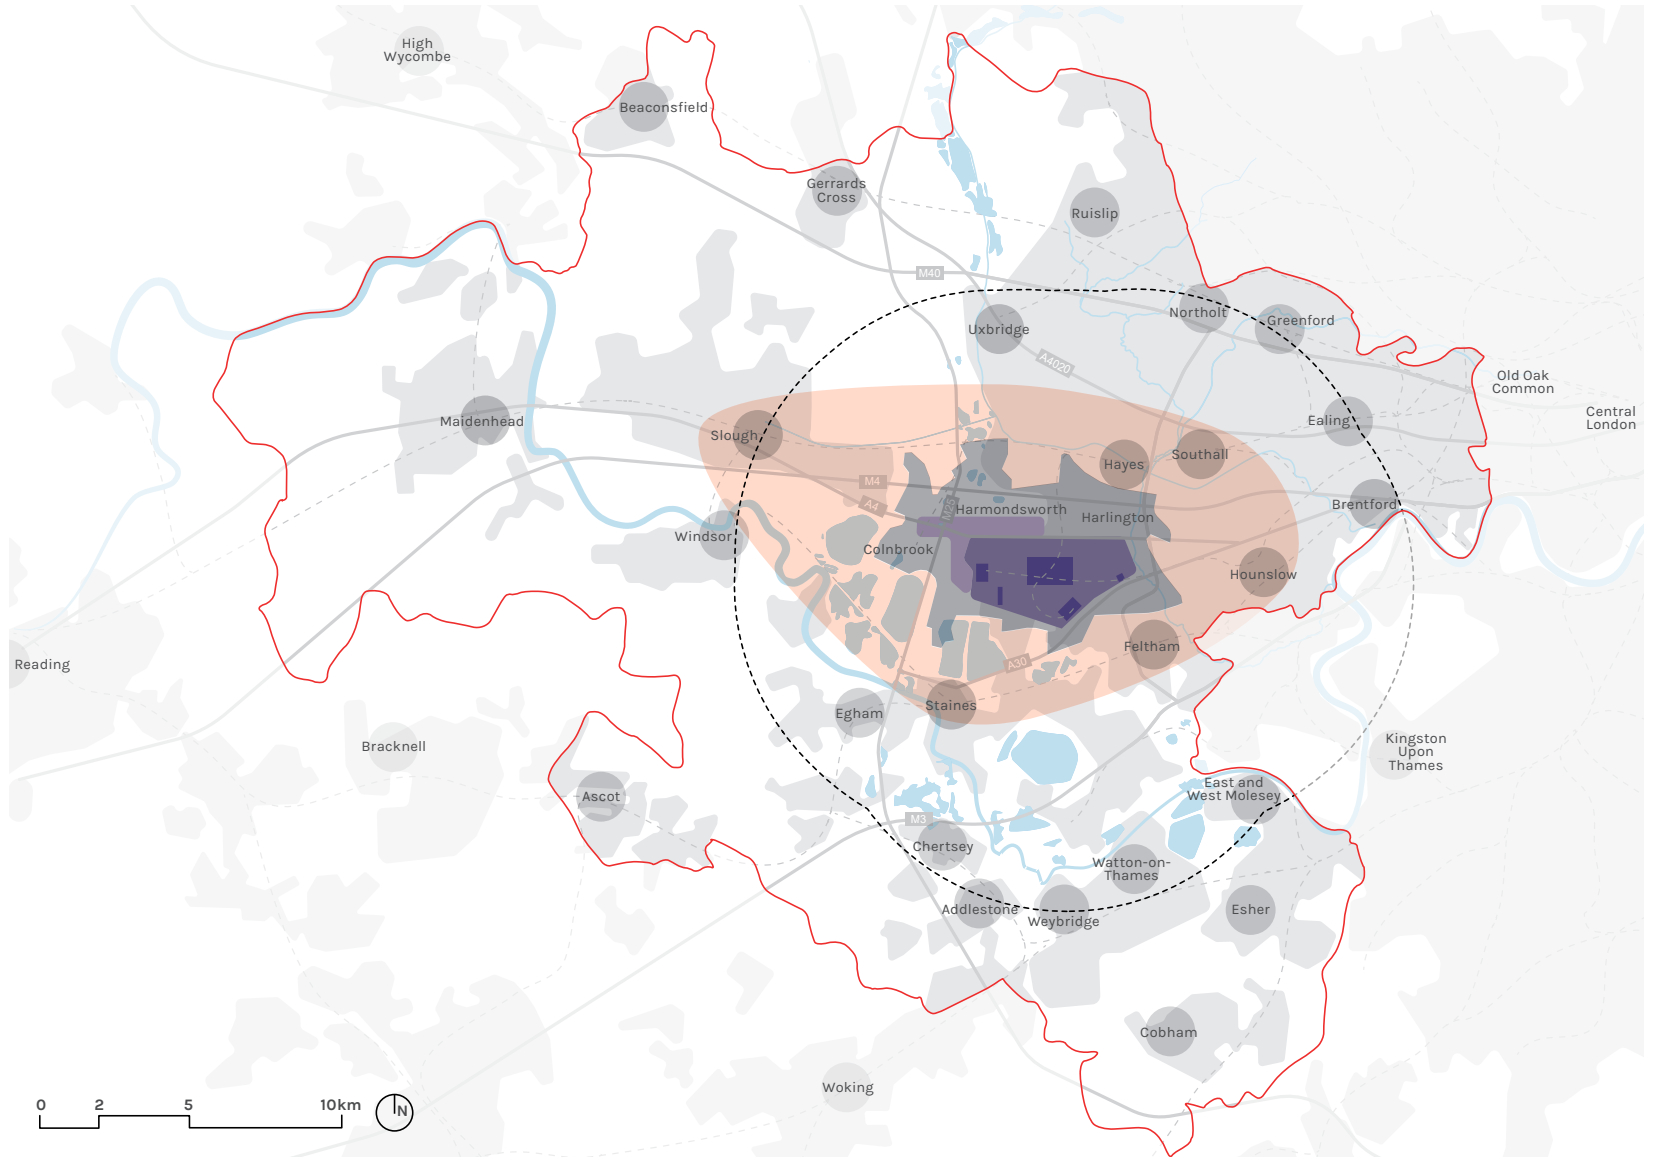 High
Wycombe
Beaconsfield
Gerrards
Cross
Ruislip
M40
Northolt
Greenford
Uxbridge
A4020
Old Oak
Common
Central
London
Maidenhead
Slough
Ealing
Hayes
Southall
M4
A4
M25
Harmondsworth
Harlington
Brentford
Windsor
Colnbrook
Hounslow
Feltham
Reading
A30
Staines
Egham
Bracknell
Kingston
Upon
Thames
Ascot
East and
West Molesey
M3
Chertsey
Watton-on-
Thames
Addlestone
Weybridge
Esher
Cobham
Woking
0 2 5 10km
N